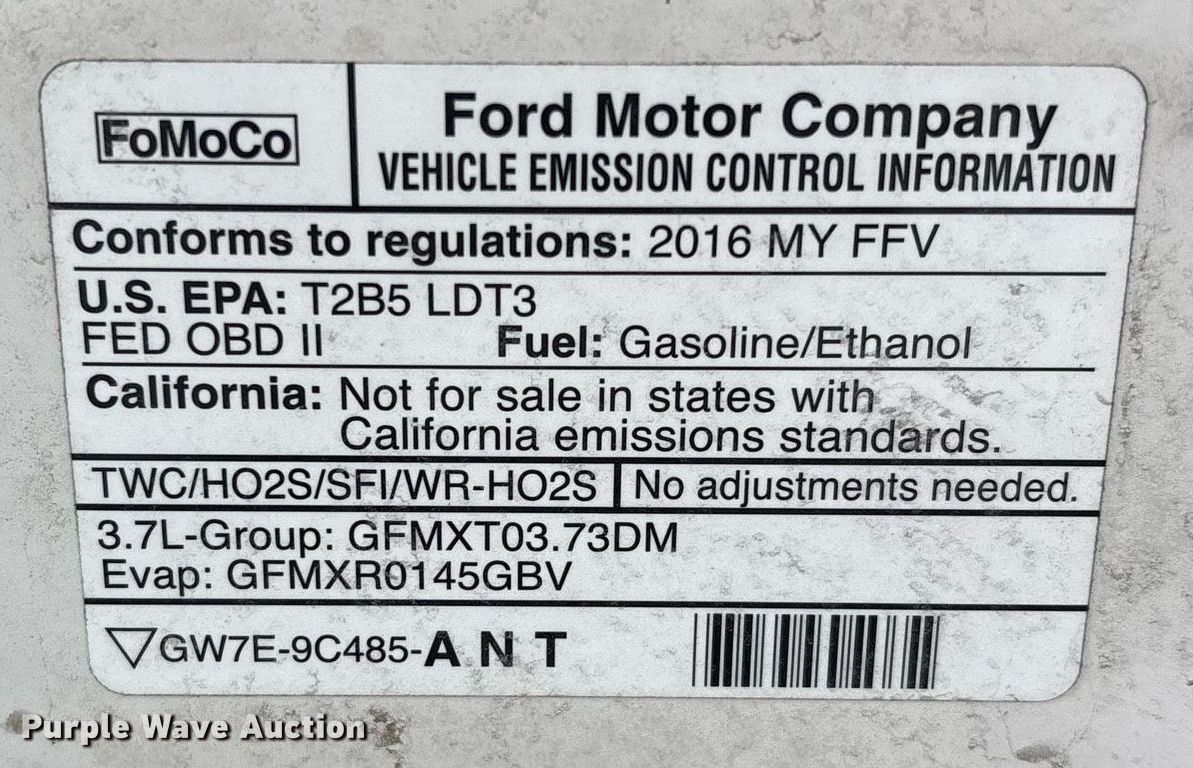 FoMoCo
Ford Motor Company
VEHICLE EMISSION CONTROL INFORMATION
Conforms to regulations: 2016 MY FFV
U.S. EPA: T2B5 LDT3
FED OBD II Fuel: Gasoline/Ethanol
California: Not for sale in states with
California emissions standards.
TWC/HO2S/SFI/WR-HO2S No adjustments needed.
3.7L-Group: GFMXT03.73DM
Evap: GFMXR0145GBV
GW7E-9C485-A N T
Purple Wave Auction